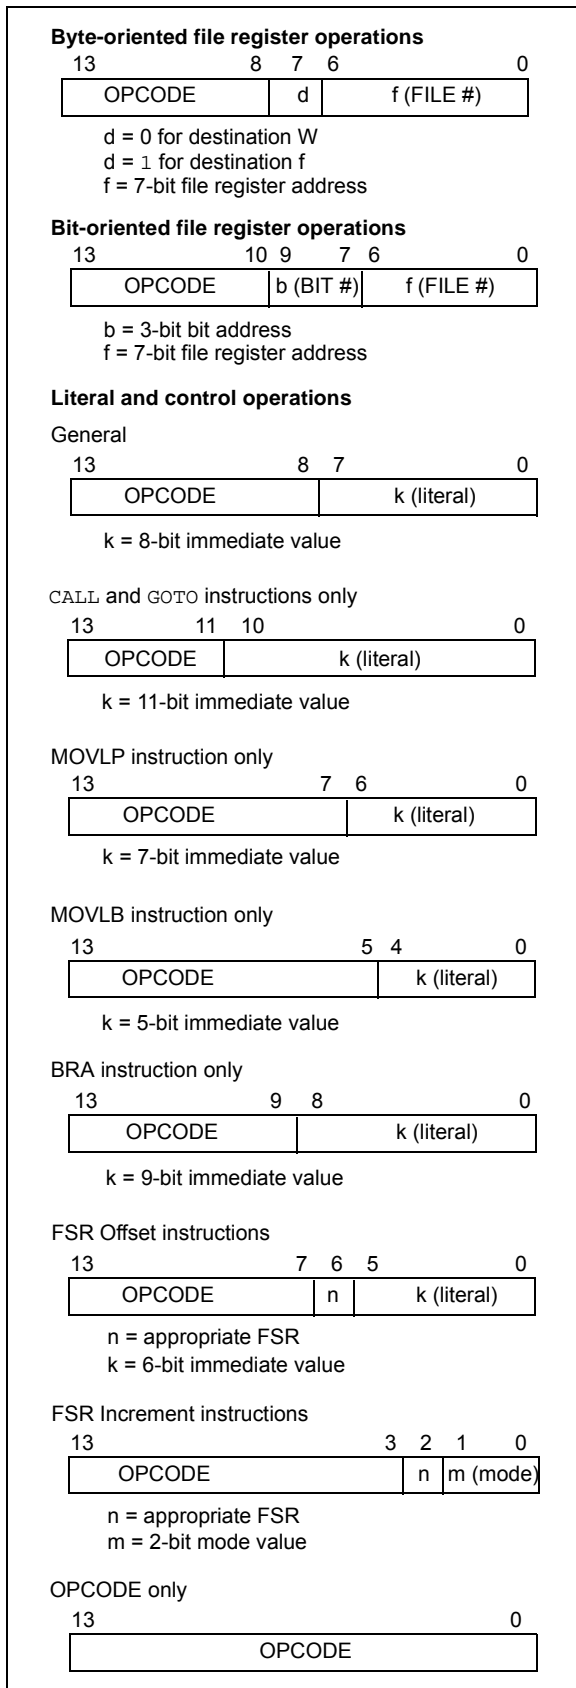 Byte-oriented file register operations
13 8 7 6 0
OPCODE d f (FILE #)
d = 0 for destination W
d = 1 for destination f
f = 7-bit file register address
Bit-oriented file register operations
13 10 9 7 6 0
OPCODE b (BIT #) f (FILE #)
b = 3-bit bit address
f = 7-bit file register address
Literal and control operations
General
13 8 7 0
OPCODE k (literal)
k = 8-bit immediate value
CALL and GOTO instructions only
13 11 10 0
OPCODE k (literal)
k = 11-bit immediate value
MOVLP instruction only
13 7 6 0
OPCODE k (literal)
k = 7-bit immediate value
MOVLB instruction only
13 5 4 0
OPCODE k (literal)
k = 5-bit immediate value
BRA instruction only
13 9 8 0
OPCODE k (literal)
k = 9-bit immediate value
FSR Offset instructions
13 7 6 5 0
OPCODE n k (literal)
n = appropriate FSR
k = 6-bit immediate value
FSR Increment instructions
13 3 2 1 0
OPCODE n m (mode)
n = appropriate FSR
m = 2-bit mode value
OPCODE only
13 0
OPCODE